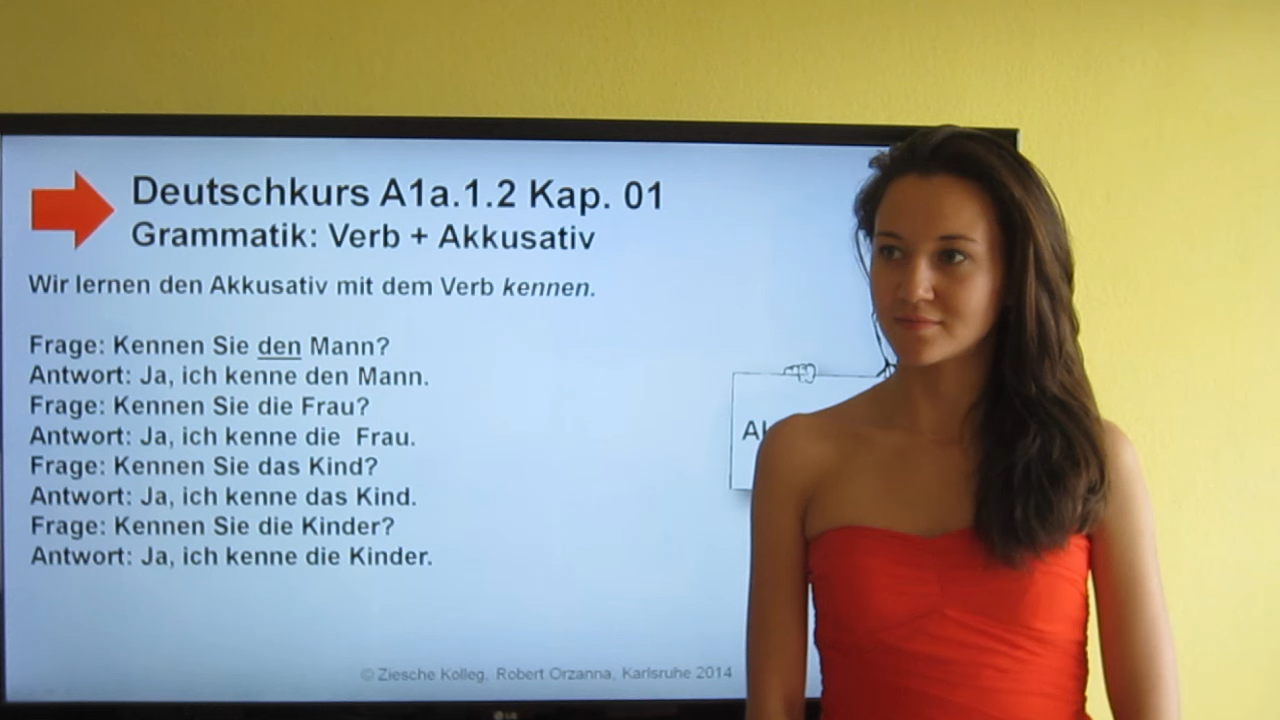 Deutschkurs A1a.1.2 Kap. 01
Grammatik: Verb + Akkusativ
Wir lernen den Akkusativ mit dem Verb kennen.
Frage: Kennen Sie den Mann?
Antwort: Ja, ich kenne den Mann.
Frage: Kennen Sie die Frau?
Antwort: Ja, ich kenne die Frau.
Frage: Kennen Sie das Kind?
Antwort: Ja, ich kenne das Kind.
Frage: Kennen Sie die Kinder?
Antwort: Ja, ich kenne die Kinder.
© Ziesche Kolleg, Robert Orzanna, Karlsruhe 2014
LG